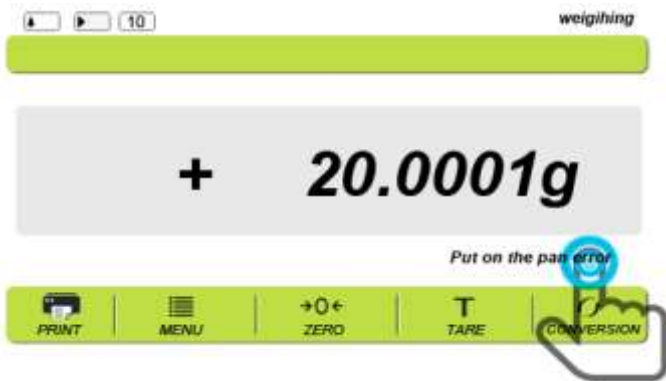 10 weigihing
+ 20.0001g
Put on the pan error
PRINT MENU →0← ZERO T TARE CONVERSION